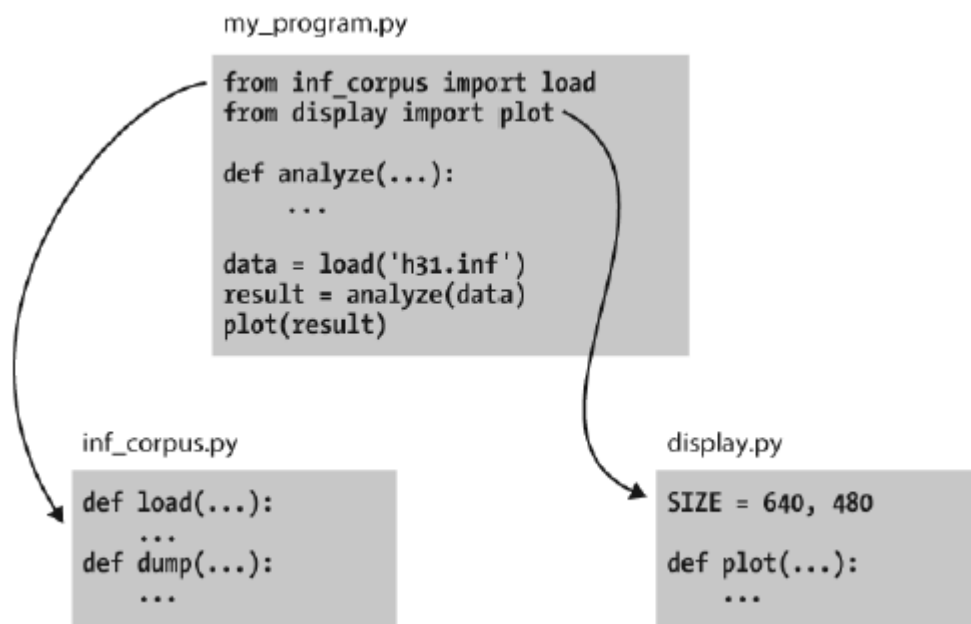 my_program.py
from inf_corpus import load
from display import plot
def analyze(...):
...
data = load('h31.inf')
result = analyze(data)
plot(result)
inf_corpus.py
def load(...):
...
def dump(...):
...
display.py
SIZE = 640, 480
def plot(...):
...